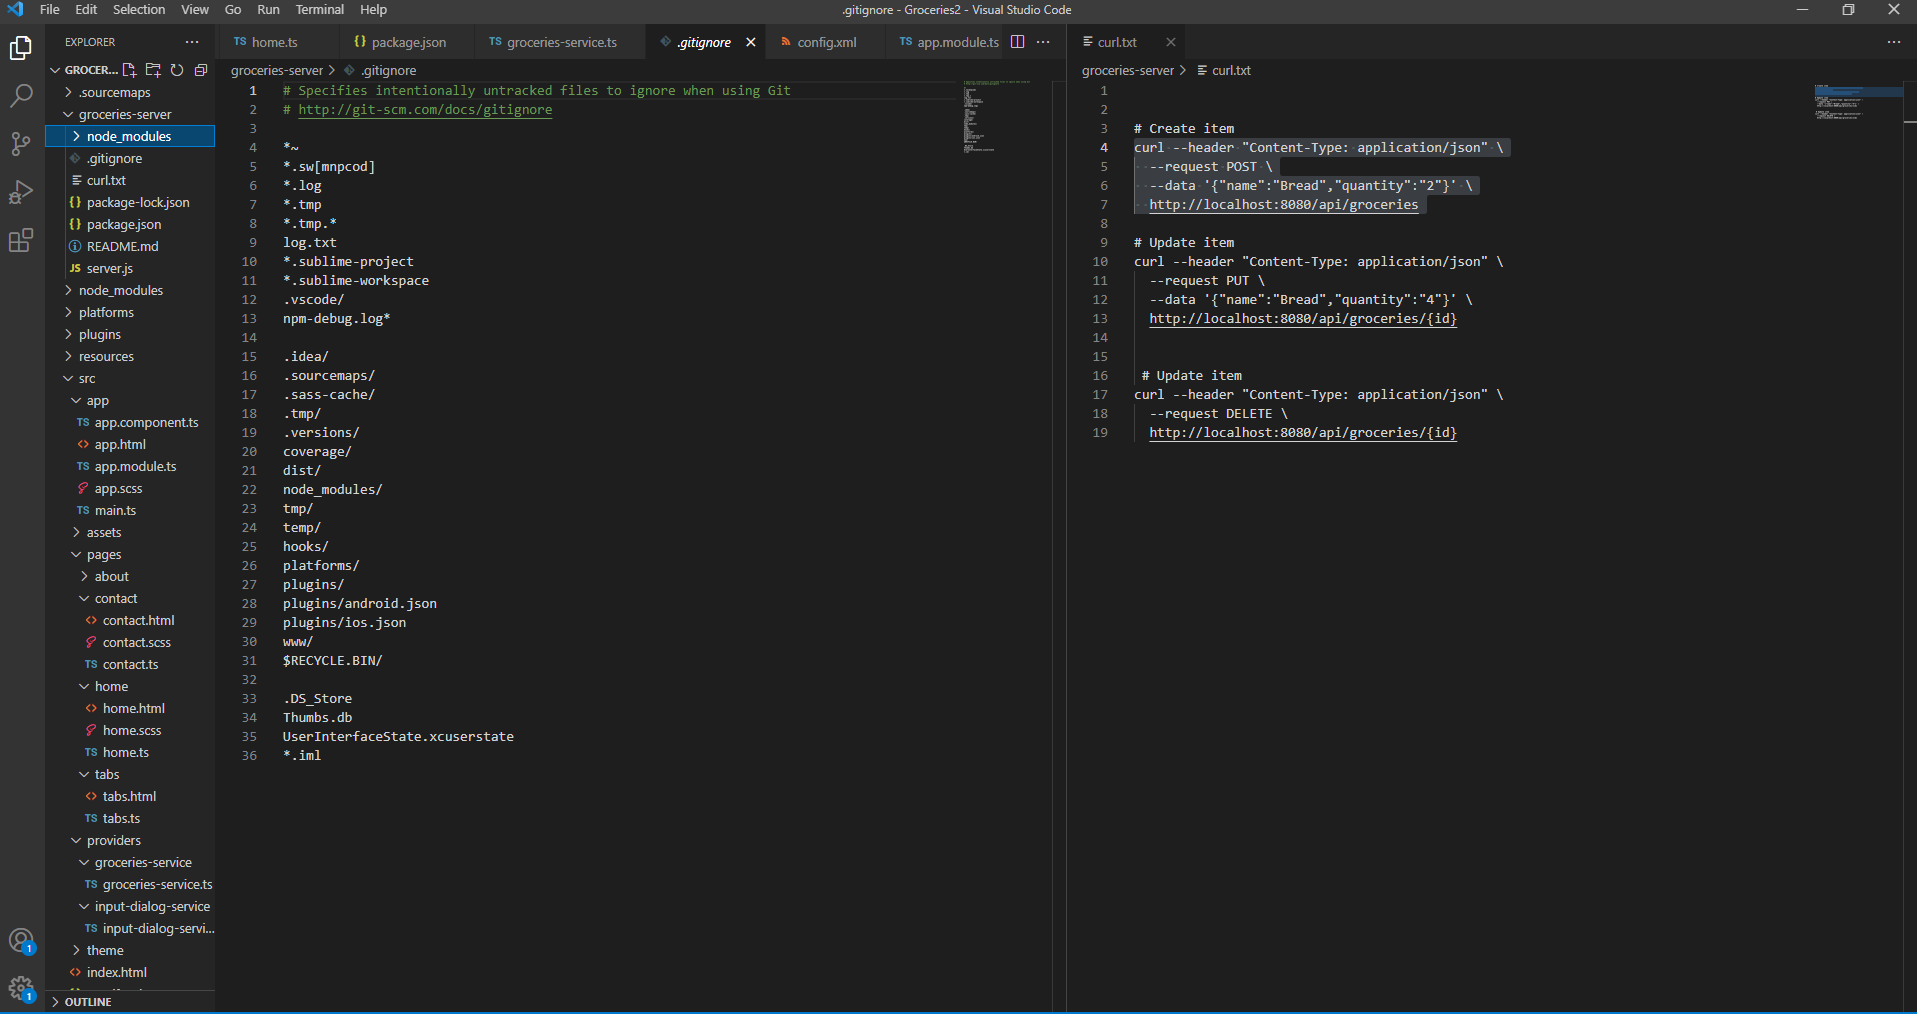 File Edit Selection View Go Run Terminal Help
.gitignore - Groceries2 - Visual Studio Code
EXPLORER
GROCER...
.sourcemaps
groceries-server
node_modules
.gitignore
curl.txt
package-lock.json
package.json
README.md
JS server.js
node_modules
platforms
plugins
resources
src
app
TS app.component.ts
app.html
TS app.module.ts
app.scss
TS main.ts
assets
pages
about
contact
contact.html
contact.scss
TS contact.ts
home
home.html
home.scss
TS home.ts
tabs
tabs.html
TS tabs.ts
providers
groceries-service
TS groceries-service.ts
input-dialog-service
TS input-dialog-servi...
theme
index.html
OUTLINE
1
1
TS home.ts
{} package.json
TS groceries-service.ts
.gitignore
config.xml
TS app.module.ts
groceries-server > .gitignore
1 # Specifies intentionally untracked files to ignore when using Git
2 # http://git-scm.com/docs/gitignore
3
4 *~
5 *.sw[mnpcod]
6 *.log
7 *.tmp
8 *.tmp.*
9 log.txt
10 *.sublime-project
11 *.sublime-workspace
12 .vscode/
13 npm-debug.log*
14
15 .idea/
16 .sourcemaps/
17 .sass-cache/
18 .tmp/
19 .versions/
20 coverage/
21 dist/
22 node_modules/
23 tmp/
24 temp/
25 hooks/
26 platforms/
27 plugins/
28 plugins/android.json
29 plugins/ios.json
30 www/
31 $RECYCLE.BIN/
32
33 .DS_Store
34 Thumbs.db
35 UserInterfaceState.xcuserstate
36 *.iml
curl.txt
groceries-server > curl.txt
1
2
3 # Create item
4 curl --header "Content-Type: application/json" \
5 --request POST \
6 --data '{"name":"Bread","quantity":"2"}' \
7 http://localhost:8080/api/groceries
8
9 # Update item
10 curl --header "Content-Type: application/json" \
11 --request PUT \
12 --data '{"name":"Bread","quantity":"4"}' \
13 http://localhost:8080/api/groceries/{id}
14
15
16 # Update item
17 curl --header "Content-Type: application/json" \
18 --request DELETE \
19 http://localhost:8080/api/groceries/{id}